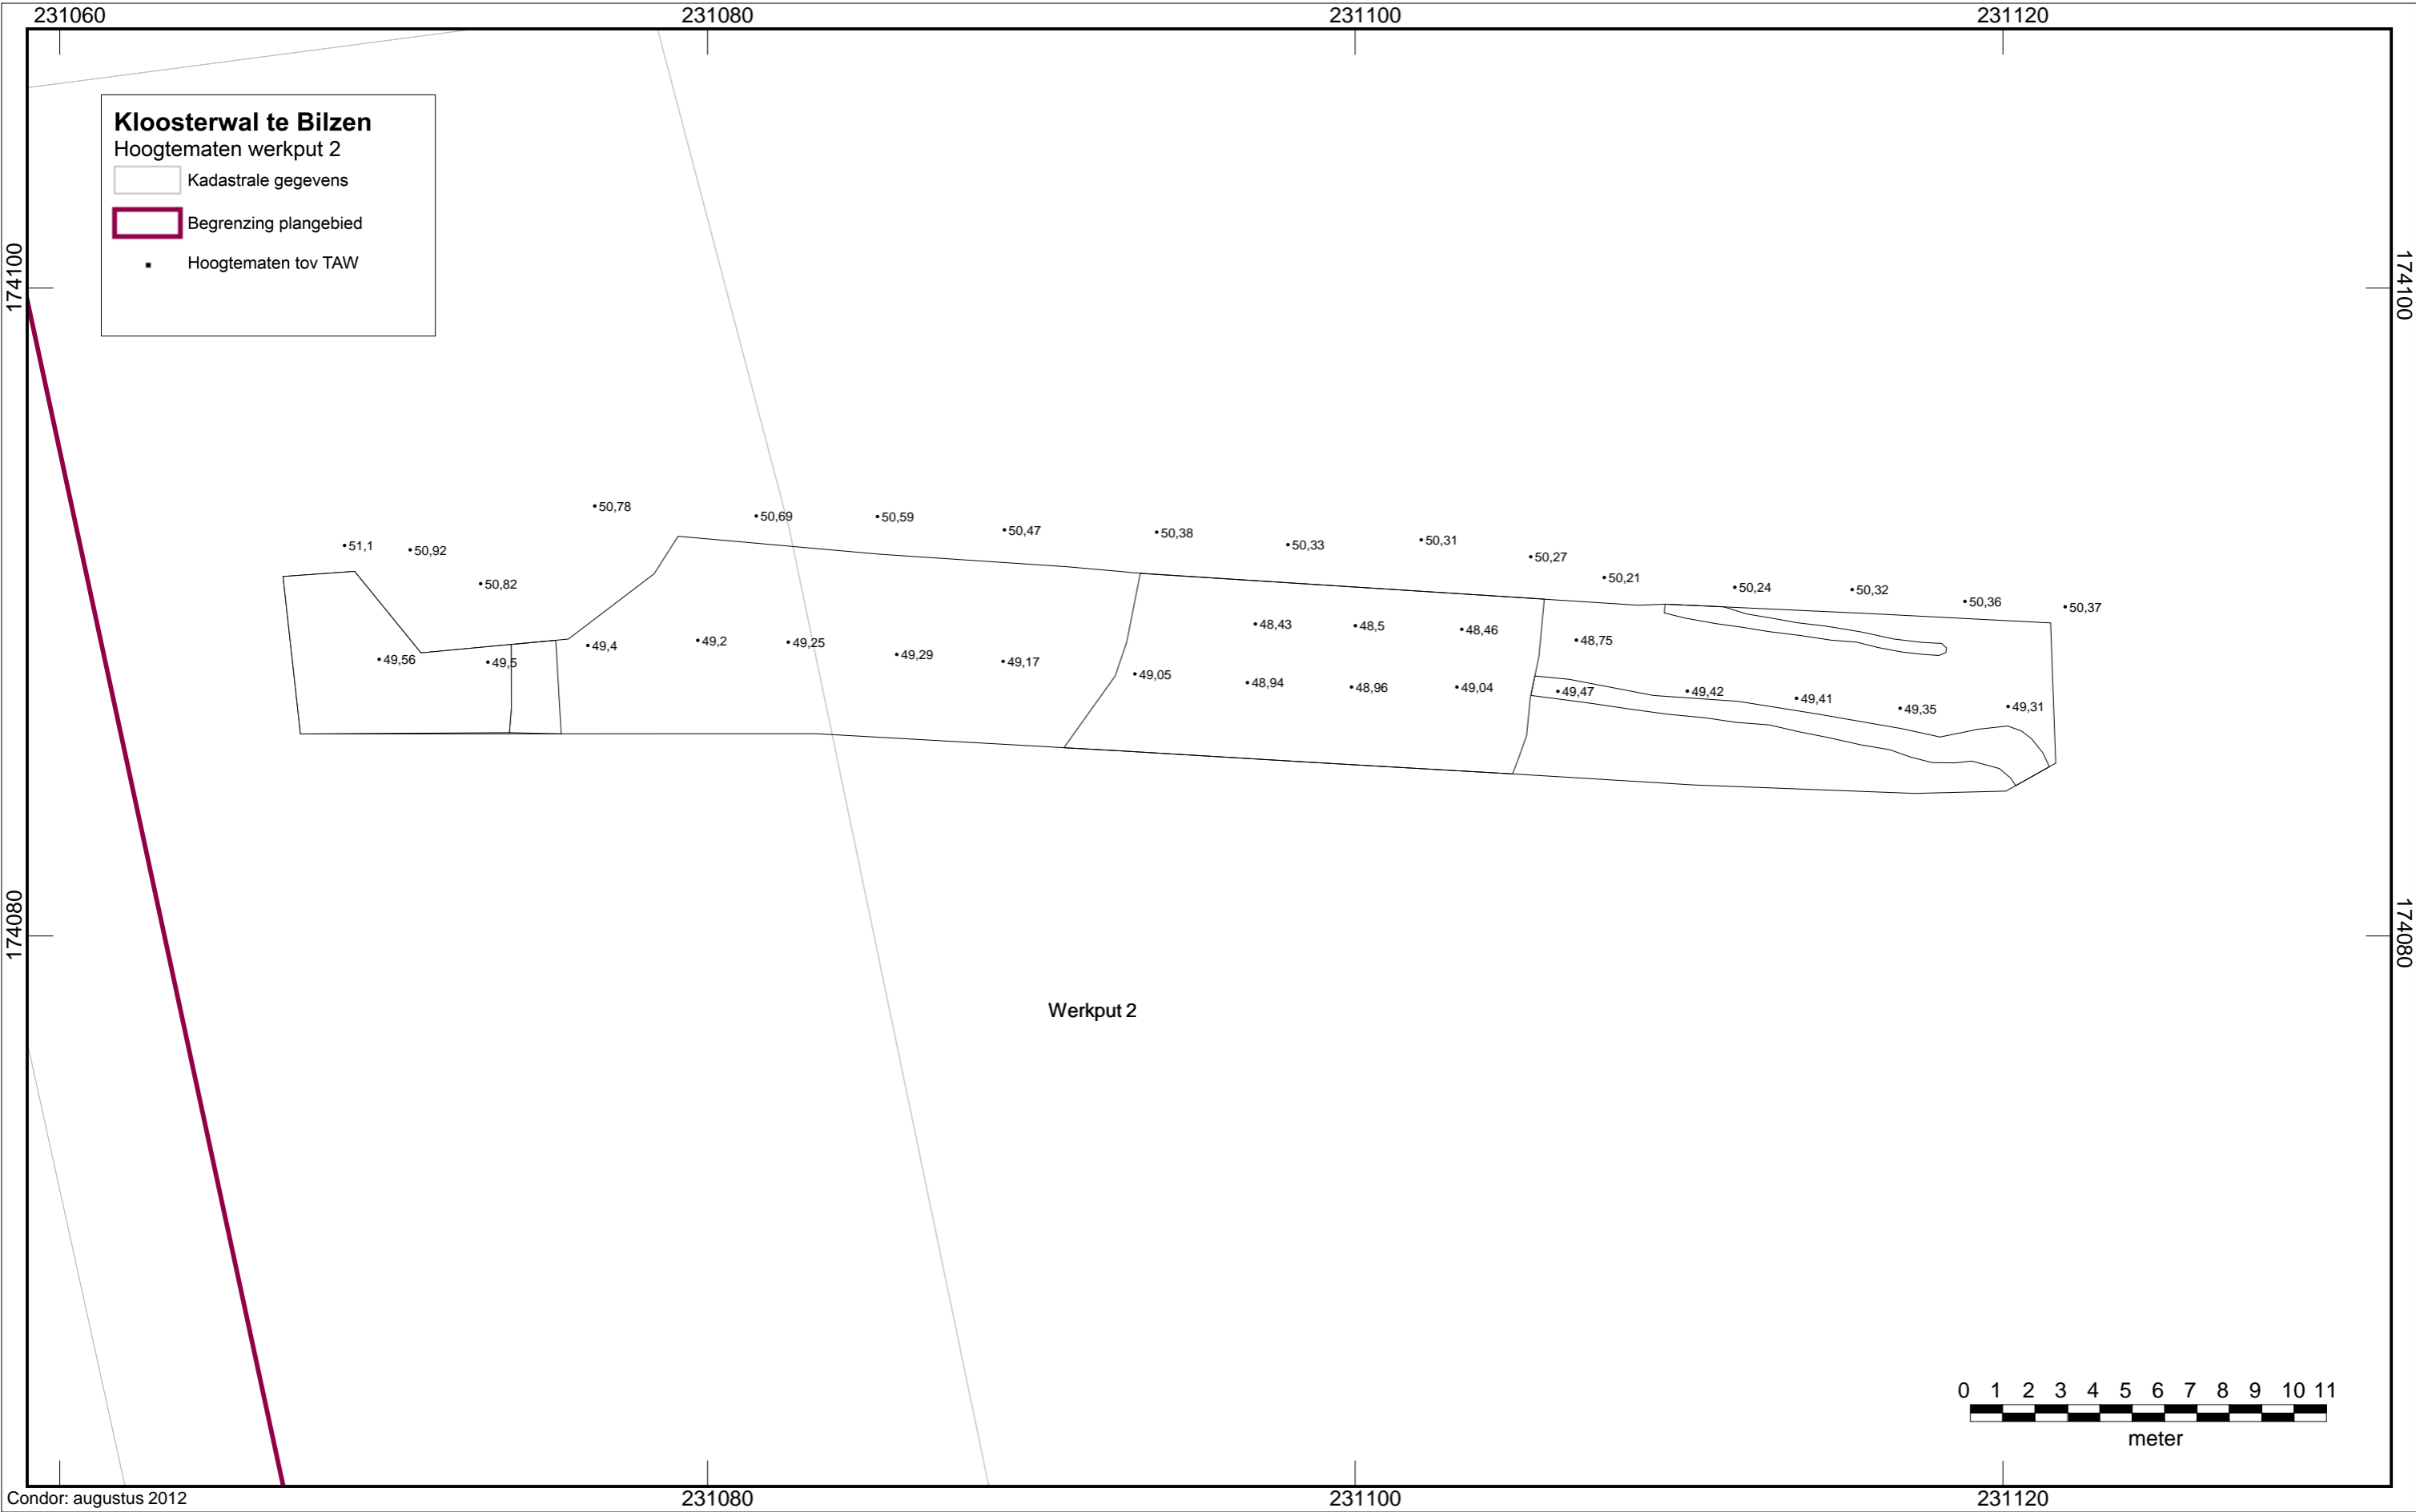 231060 231080 231100 231120
Kloosterwal te Bilzen
Hoogtematen werkput 2
Kadastrale gegevens
Begrenzing plangebied
Hoogtematen tov TAW
174100 174100
50,78
50,69 50,59
50,47 50,38
51,1 50,92
50,33 50,31
50,27
50,82
50,21
50,24 50,32
50,36 50,37
48,43 48,5 48,46
49,4 49,2 49,25 48,75
49,56 49,5 49,29 49,17
49,05 48,94 48,96 49,04
49,47 49,42 49,41 49,35 49,31
174080 174080
Werkput 2
0 1 2 3 4 5 6 7 8 9 10 11
meter
Condor: augustus 2012
231080 231100 231120